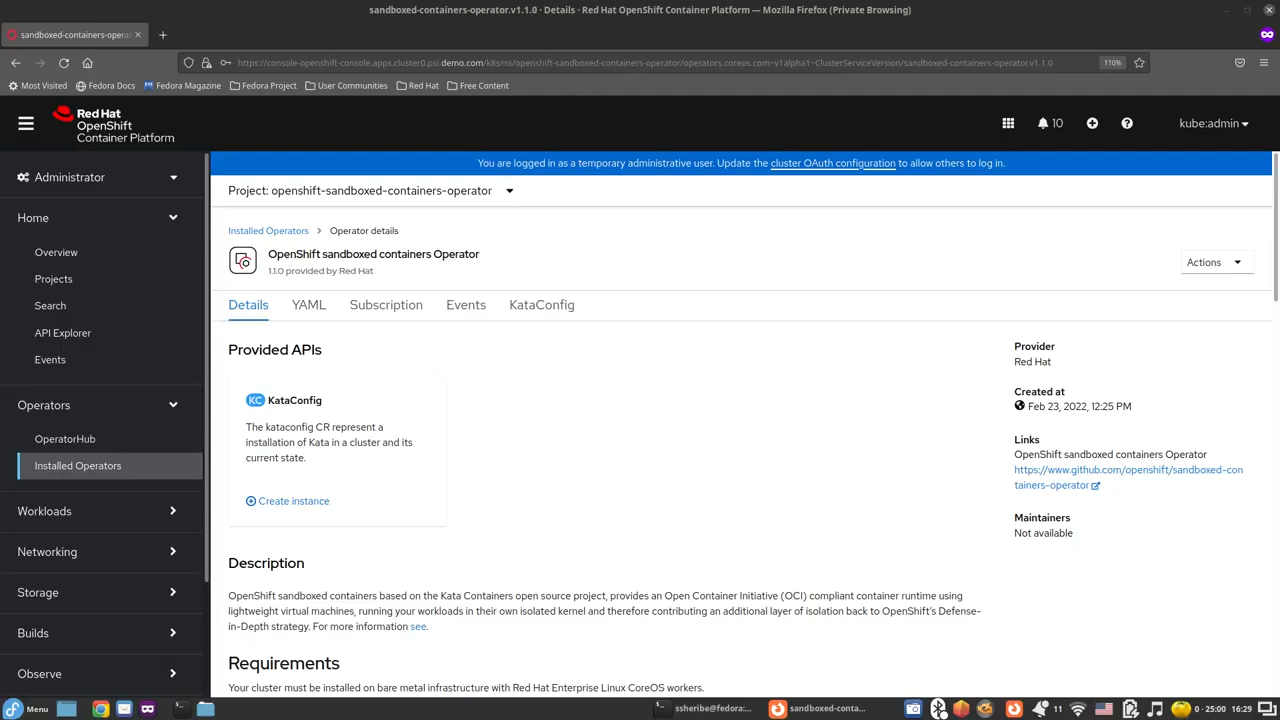 sandboxed-containers-operator.v1.1.0 · Details · Red Hat OpenShift Container Platform — Mozilla Firefox (Private Browsing)
sandboxed-containers-operat
https://console-openshift-console.apps.cluster0.psi.demo.com/k8s/ns/openshift-sandboxed-containers-operator/operators.coreos.com~v1alpha1~ClusterServiceVersion/sandboxed-containers-operator.v1.1.0
110%
Most Visited
Fedora Docs
Fedora Magazine
Fedora Project
User Communities
Red Hat
Free Content
Red Hat
OpenShift
Container Platform
10
kube:admin
You are logged in as a temporary administrative user. Update the cluster OAuth configuration to allow others to log in.
Administrator
Home
Overview
Projects
Search
API Explorer
Events
Operators
OperatorHub
Installed Operators
Workloads
Networking
Storage
Builds
Observe
Project: openshift-sandboxed-containers-operator
Installed Operators > Operator details
OpenShift sandboxed containers Operator
1.1.0 provided by Red Hat
Actions
Details
YAML
Subscription
Events
KataConfig
Provided APIs
KC KataConfig
The kataconfig CR represent a
installation of Kata in a cluster and its
current state.
Create instance
Provider
Red Hat
Created at
Feb 23, 2022, 12:25 PM
Links
OpenShift sandboxed containers Operator
https://www.github.com/openshift/sandboxed-con
tainers-operator
Maintainers
Not available
Description
OpenShift sandboxed containers based on the Kata Containers open source project, provides an Open Container Initiative (OCI) compliant container runtime using
lightweight virtual machines, running your workloads in their own isolated kernel and therefore contributing an additional layer of isolation back to OpenShift's Defense-
in-Depth strategy. For more information see.
Requirements
Your cluster must be installed on bare metal infrastructure with Red Hat Enterprise Linux CoreOS workers.
Menu
ssheribe@fedora:...
sandboxed-conta...
11
0 · 25:00
16:29